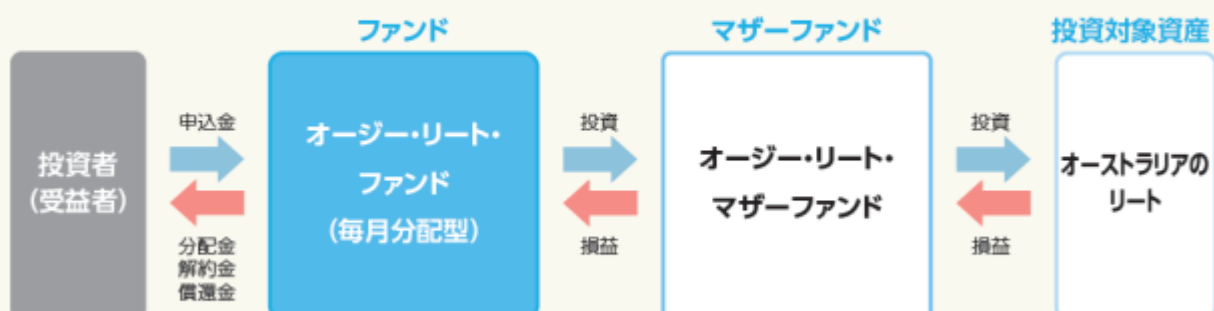 ファンド
マザーファンド
投資対象資産
投資者
(受益者)
申込金
分配金
解約金
償還金
オージー・リート・
ファンド
(毎月分配型)
投資
損益
オージー・リート・
マザーファンド
投資
損益
オーストラリアの
リート